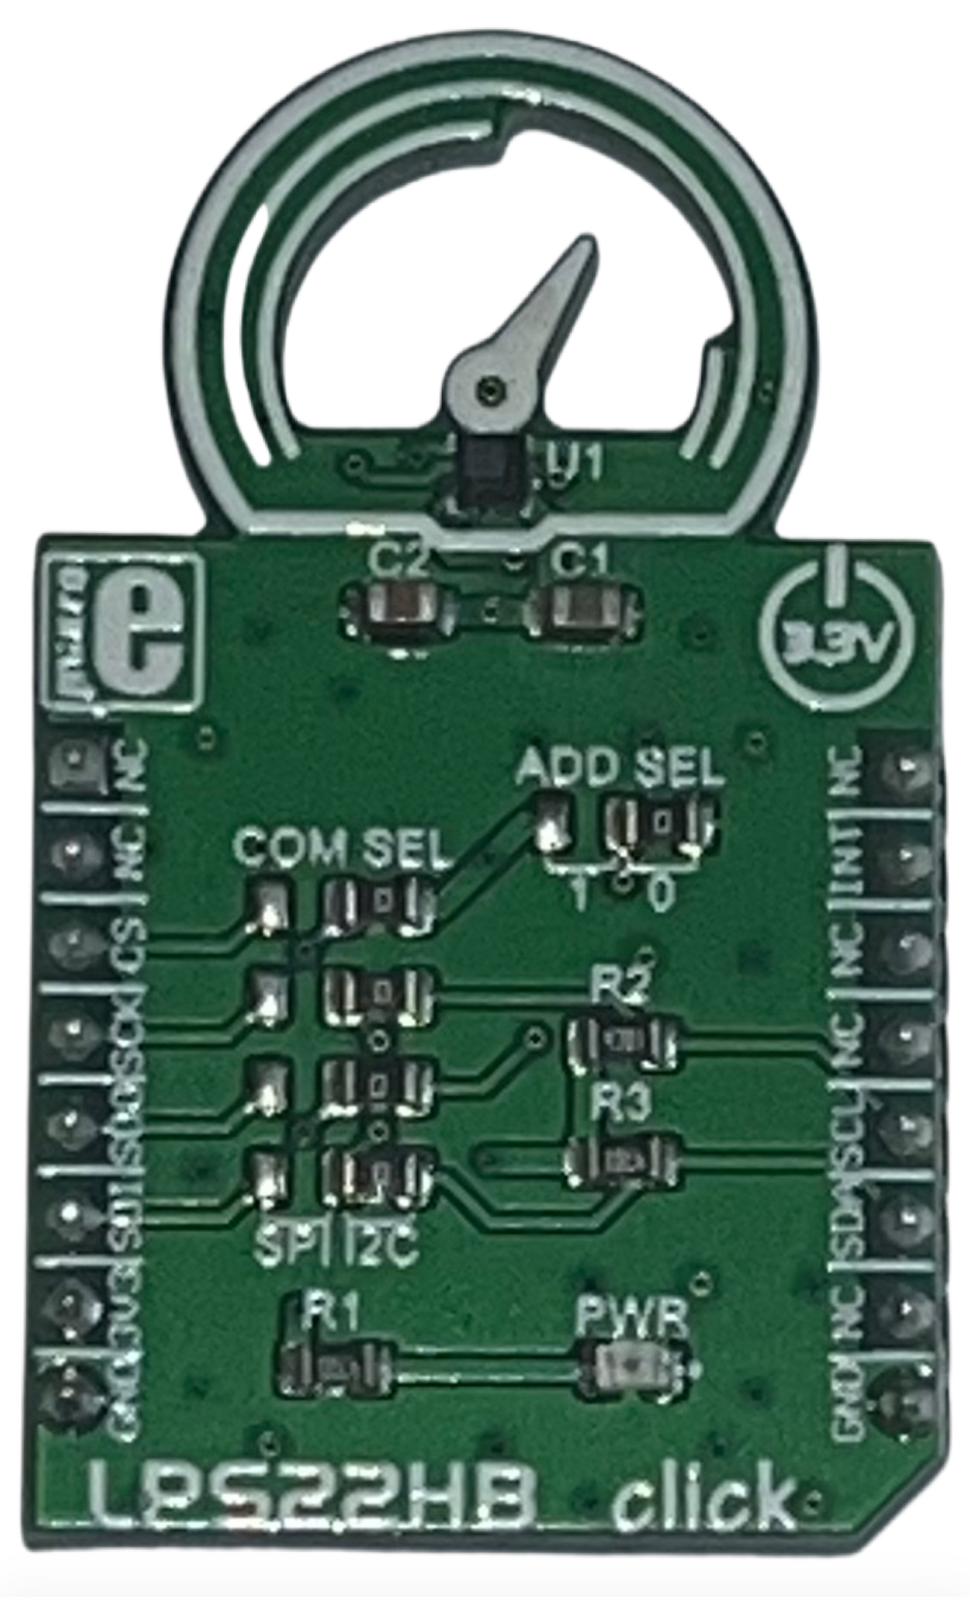 U1
C2 C1
e
3.3V
ADD SEL
1 0
COM SEL
SPI I2C
R2
R3
R1
PWR
NC
NC
CS
SCK
SDO
SDI
3V3
GND
NC
INT
NC
NC
SCL
SDA
NC
GND
LPS22HB click